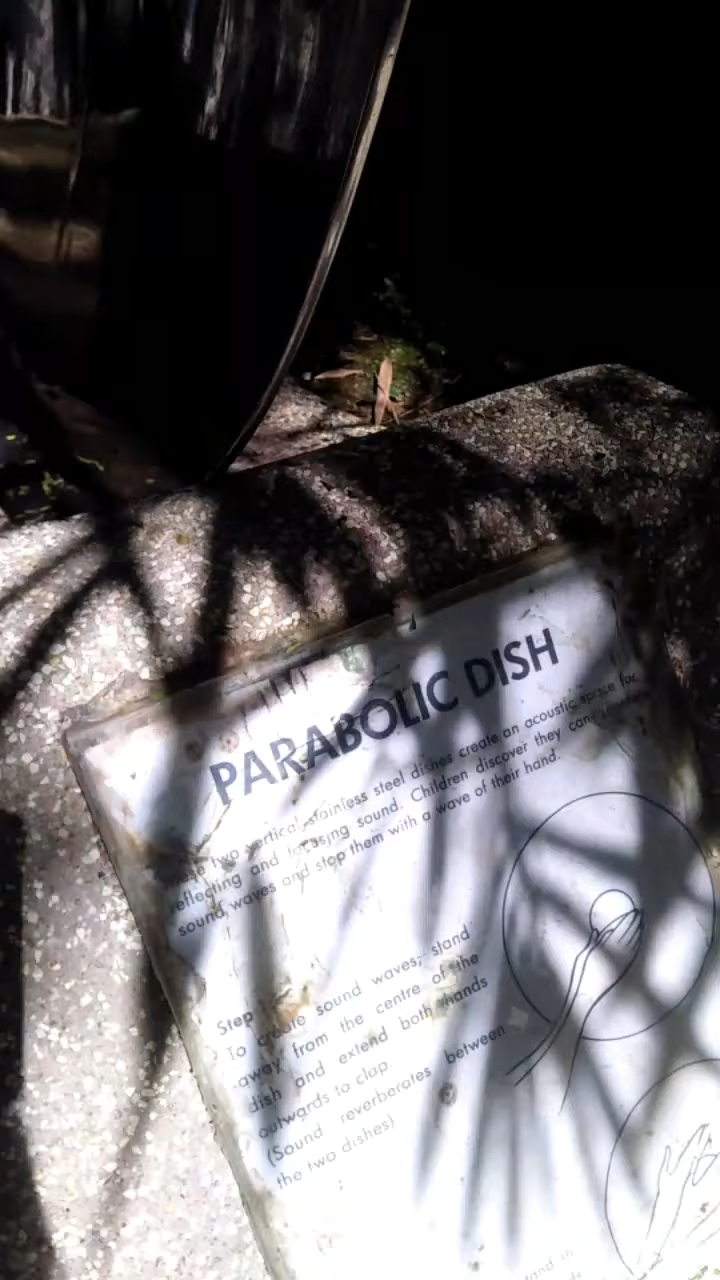 PARABOLIC DISH
The two vertical stainless steel dishes create an acoustic space for
reflecting and focusing sound. Children discover they can
sound waves and stop them with a wave of their hand.
Step
To create sound waves, stand
away from the centre of the
dish and extend both hands
outwards to clap.
(Sound reverberates between
the two dishes)